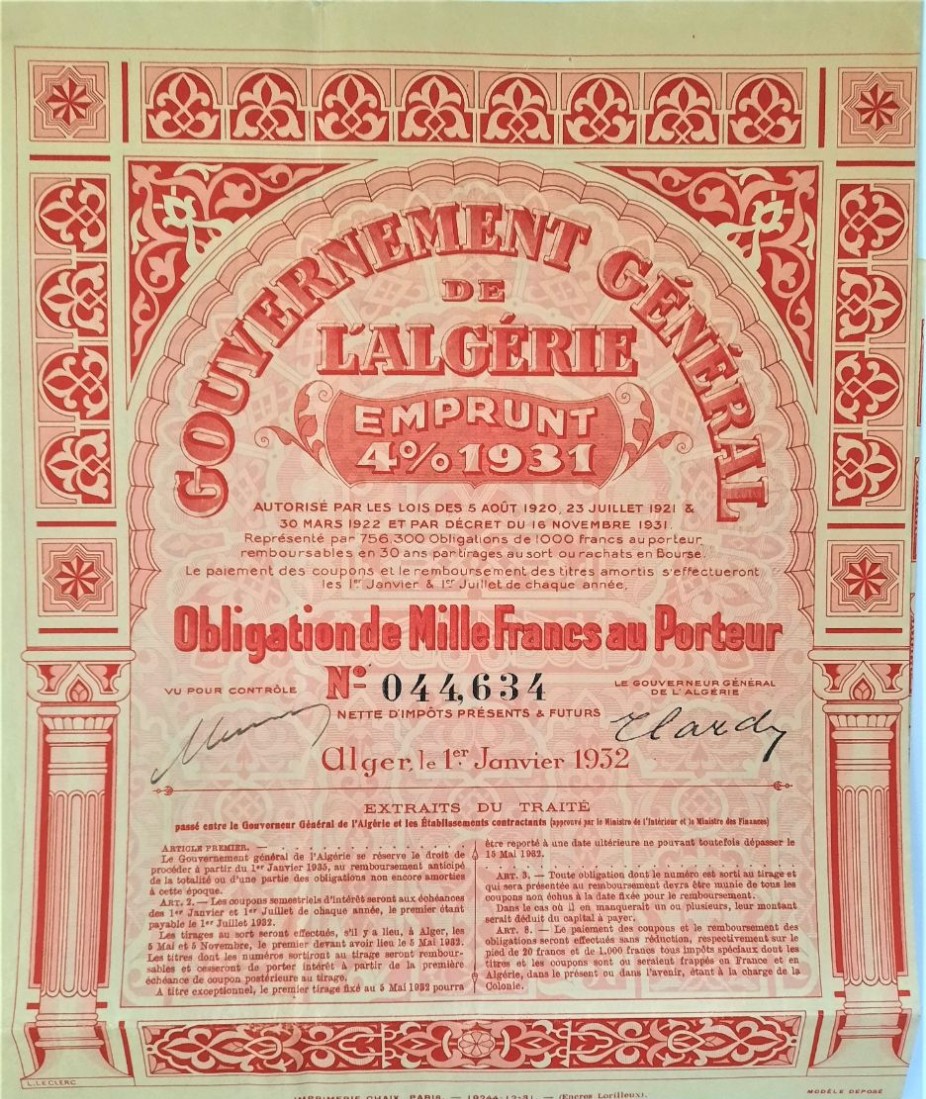 GOUVERNEMENT GÉNÉRAL
DE
L'ALGÉRIE
EMPRUNT
4% 1931
AUTORISÉ PAR LES LOIS DES 5 AOÛT 1920, 23 JUILLET 1921 &
30 MARS 1922 ET PAR DÉCRET DU 16 NOVEMBRE 1931.
Représenté par 756.300 Obligations de 1000 francs au porteur
remboursables en 30 ans par tirages au sort ou rachats en Bourse.
Le paiement des coupons et le remboursement des titres amortis s'effectueront
les 1er Janvier & 1er Juillet de chaque année.
Obligation de Mille Francs au Porteur
VU POUR CONTRÔLE
No 044,634
LE GOUVERNEUR GÉNÉRAL
DE L'ALGÉRIE
NETTE D'IMPÔTS PRÉSENTS & FUTURS
Alger, le 1er Janvier 1932
EXTRAITS DU TRAITÉ
passé entre le Gouverneur Général de l'Algérie et les Établissements contractants (approuvé par le Ministre de l'Intérieur et le Ministre des Finances)
ARTICLE PREMIER. — . . . . . . . . . . . . . . . . . . . .
Le Gouvernement général de l'Algérie se réserve le droit de
procéder à partir du 1er Janvier 1935, au remboursement anticipé
de la totalité ou d'une partie des obligations non encore amorties
à cette époque.
ART. 2. — Les coupons semestriels d'intérêt seront aux échéances
des 1er Janvier et 1er Juillet de chaque année, le premier étant
payable le 1er Juillet 1932.
Les tirages au sort seront effectués, s'il y a lieu, à Alger, les
5 Mai et 5 Novembre, le premier devant avoir lieu le 5 Mai 1932.
Les titres dont les numéros sortiront au tirage seront rembour-
sables et cesseront de porter intérêt à partir de la première
échéance de coupon postérieure au tirage.
A titre exceptionnel, le premier tirage fixé au 5 Mai 1932 pourra
être reporté à une date ultérieure ne pouvant toutefois dépasser le
15 Mai 1932.
. . . . . . . . . . . . . . . . . . . .
ART. 3. — Toute obligation dont le numéro est sorti au tirage et
qui sera présentée au remboursement devra être munie de tous les
coupons non échus à la date fixée pour le remboursement.
Dans le cas où il en manquerait un ou plusieurs, leur montant
serait déduit du capital à payer.
ART. 8. — Le paiement des coupons et le remboursement des
obligations seront effectués sans réduction, respectivement sur le
pied de 20 francs et de 1.000 francs tous impôts spéciaux dont les
titres et les coupons sont ou seraient frappés en France et en
Algérie, dans le présent ou dans l'avenir, étant à la charge de la
Colonie.
L. LECLERC
IMPRIMERIE CHAIX, PARIS. — 19244-12-31. — (Encres Lorilleux).
MODÈLE DÉPOSÉ